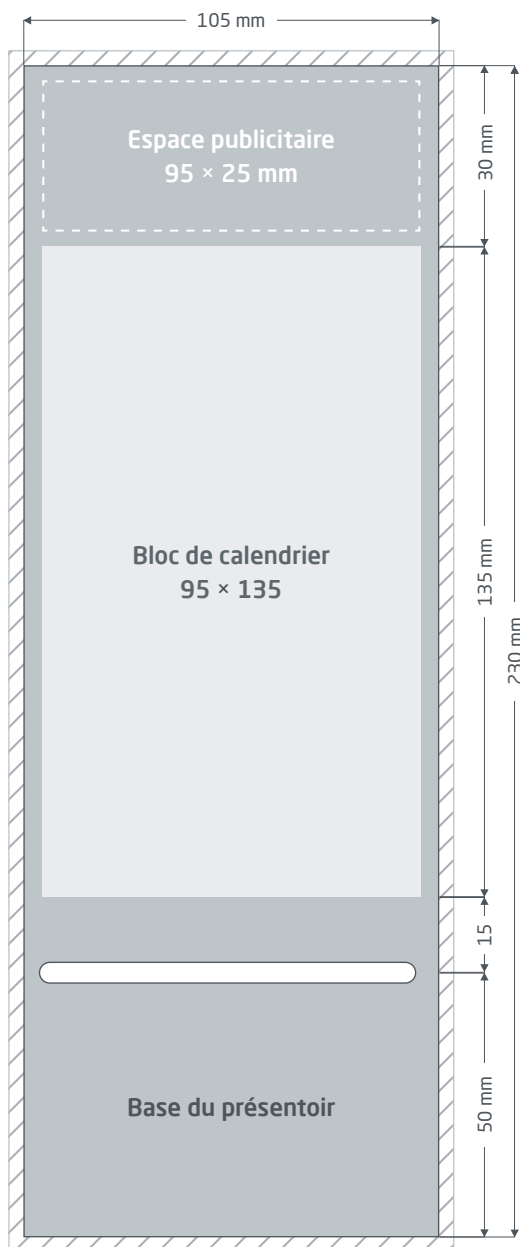 105 mm
Espace publicitaire
95 × 25 mm
30 mm
Bloc de calendrier
95 × 135
135 mm
230 mm
15
Base du présentoir
50 mm